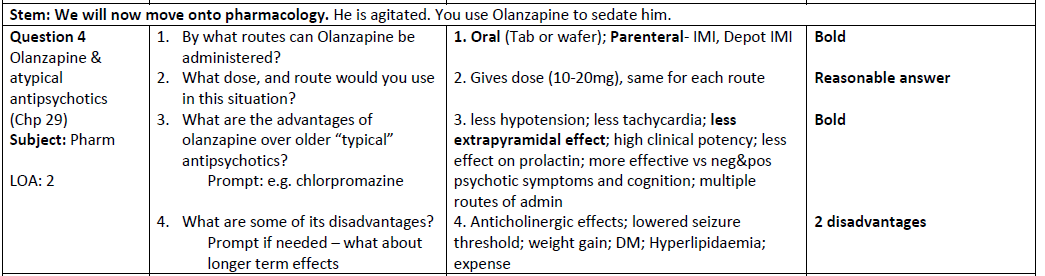 Stem: We will now move onto pharmacology. He is agitated. You use Olanzapine to sedate him.
Question 4
Olanzapine &
atypical
antipsychotics
(Chp 29)
Subject: Pharm
LOA: 2
1. By what routes can Olanzapine be
administered?
2. What dose, and route would you use
in this situation?
3. What are the advantages of
olanzapine over older “typical”
antipsychotics?
Prompt: e.g. chlorpromazine
4. What are some of its disadvantages?
Prompt if needed – what about
longer term effects
1. Oral (Tab or wafer); Parenteral- IMI, Depot IMI
2. Gives dose (10-20mg), same for each route
3. less hypotension; less tachycardia; less
extrapyramidal effect; high clinical potency; less
effect on prolactin; more effective vs neg&pos
psychotic symptoms and cognition; multiple
routes of admin
4. Anticholinergic effects; lowered seizure
threshold; weight gain; DM; Hyperlipidaemia;
expense
Bold
Reasonable answer
Bold
2 disadvantages